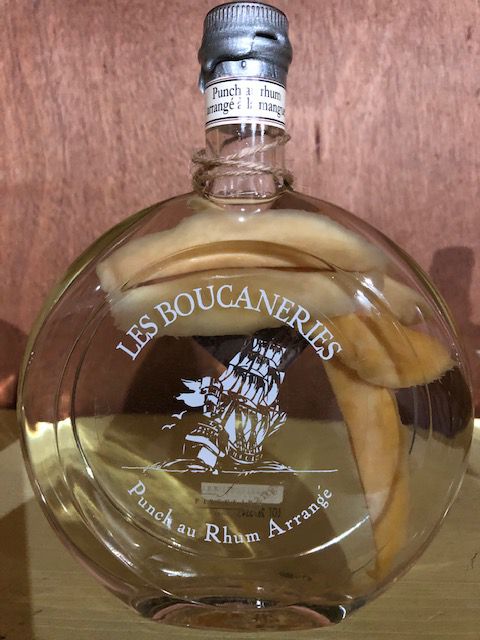 Punch au rhum
arrangé à la mangue
LES BOUCANERIES
Punch au Rhum Arrangé